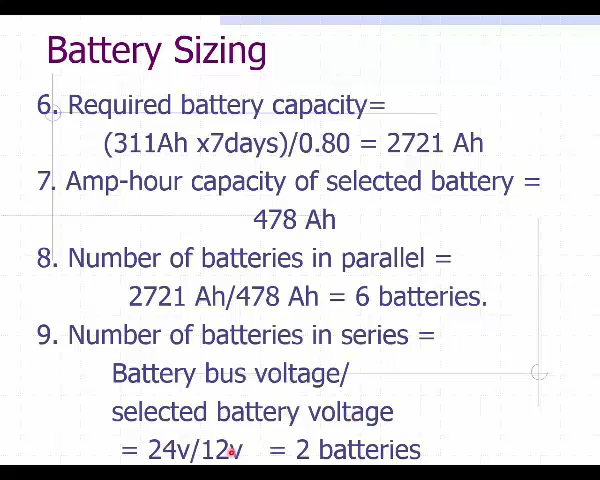 Battery Sizing
6. Required battery capacity=
(311Ah x7days)/0.80 = 2721 Ah
7. Amp-hour capacity of selected battery =
478 Ah
8. Number of batteries in parallel =
2721 Ah/478 Ah = 6 batteries.
9. Number of batteries in series =
Battery bus voltage/
selected battery voltage
= 24v/12v = 2 batteries